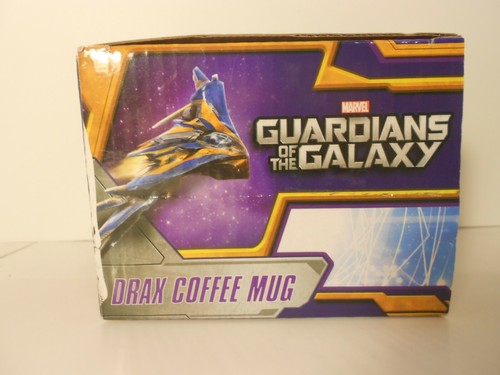 MARVEL
GUARDIANS
OF THE GALAXY
DRAX COFFEE MUG